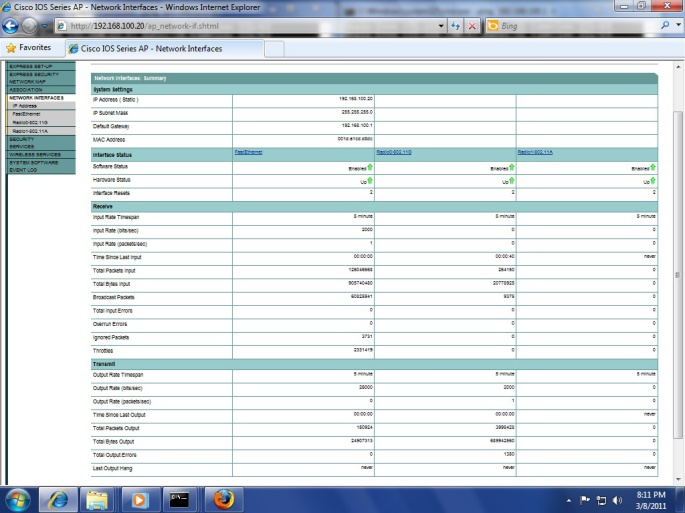 Cisco IOS Series AP - Network Interfaces - Windows Internet Explorer
http://192.168.100.20/ap_network-if.shtml
Bing
Favorites
Cisco IOS Series AP - Network Interfaces
EXPRESS SET-UP
EXPRESS SECURITY
NETWORK MAP
ASSOCIATION
NETWORK INTERFACES
IP Address
FastEthernet
Radio0-802.11G
Radio1-802.11A
SECURITY
SERVICES
WIRELESS SERVICES
SYSTEM SOFTWARE
EVENT LOG
Network Interfaces: Summary
System Settings
IP Address ( Static ) 192.168.100.20
IP Subnet Mask 255.255.255.0
Default Gateway 192.168.100.1
MAC Address
Interface Status FastEthernet Radio0-802.11G Radio1-802.11A
Software Status Enabled Enabled Enabled
Hardware Status Up Up Up
Interface Resets 2 2 2
Receive
Input Rate Timespan 5 minute 5 minute 5 minute
Input Rate (bits/sec) 2000 0 0
Input Rate (packets/sec) 1 0 0
Time Since Last Input 00:00:00 00:00:40 never
Total Packets Input 264190 0
Total Bytes Input 905740480 20778925 0
Broadcast Packets 9375 0
Total Input Errors 0 0 0
Overrun Errors 0 0 0
Ignored Packets 3731 0 0
Throttles 2331419 0 0
Transmit
Output Rate Timespan 5 minute 5 minute 5 minute
Output Rate (bits/sec) 28000 2000 0
Output Rate (packets/sec) 0 1 0
Time Since Last Output 00:00:00 00:00:00 never
Total Packets Output 180924 3995428 0
Total Bytes Output 24907313 689942860 0
Total Output Errors 0 1380 0
Last Output Hang never never never
8:11 PM
3/8/2011